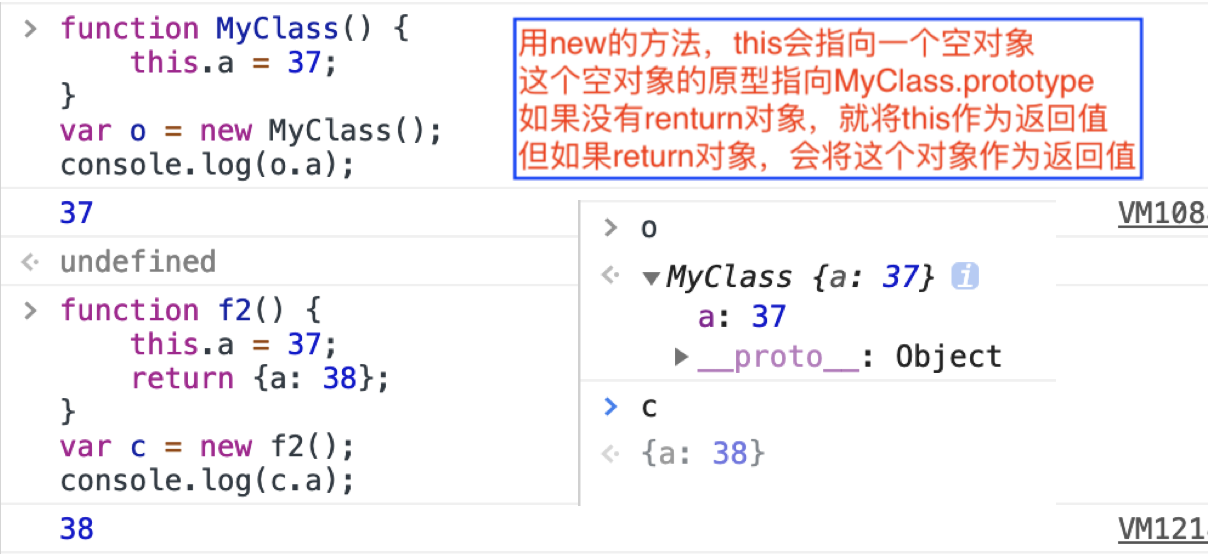 > function MyClass() {
this.a = 37;
}
var o = new MyClass();
console.log(o.a);
用new的方法，this会指向一个空对象
这个空对象的原型指向MyClass.prototype
如果没有renturn对象，就将this作为返回值
但如果return对象，会将这个对象作为返回值
37
VM108
undefined
> function f2() {
this.a = 37;
return {a: 38};
}
var c = new f2();
console.log(c.a);
38
> o
▼MyClass {a: 37} i
a: 37
▶__proto__: Object
> c
{a: 38}
VM121